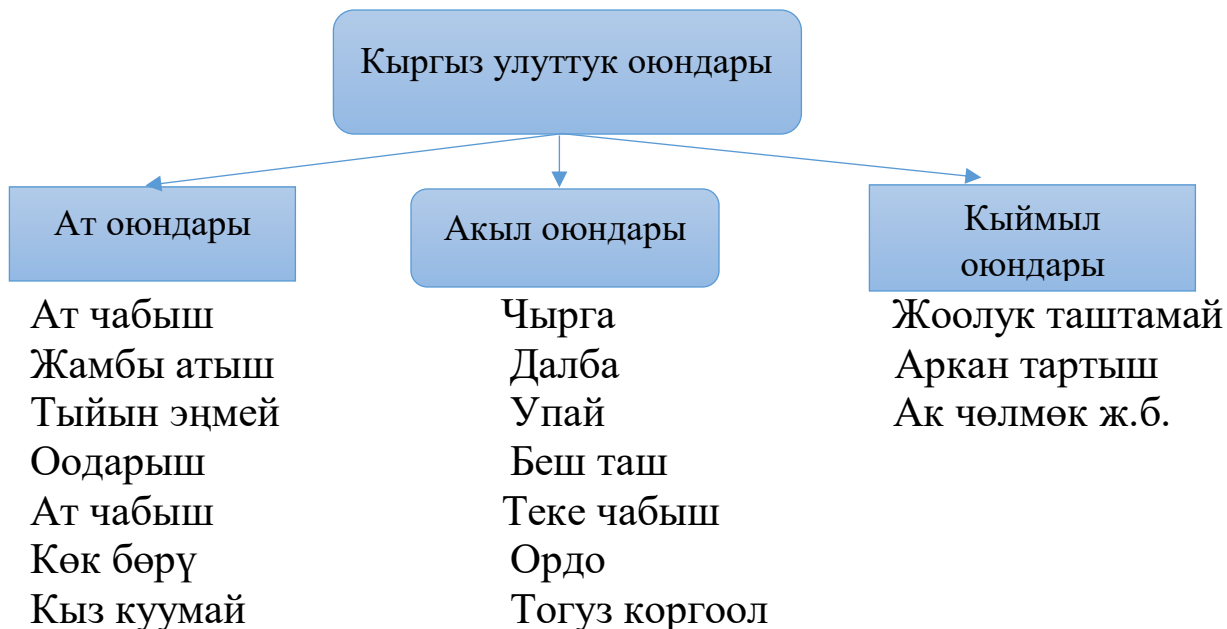 Кыргыз улуттук оюндары
Ат оюндары
Ат чабыш
Жамбы атыш
Тыйын эңмей
Оодарыш
Ат чабыш
Көк бөрү
Кыз куумай
Акыл оюндары
Чырга
Далба
Упай
Беш таш
Теке чабыш
Ордо
Тогуз коргоол
Кыймыл
оюндары
Жоолук таштамай
Аркан тартыш
Ак чөлмөк ж.б.